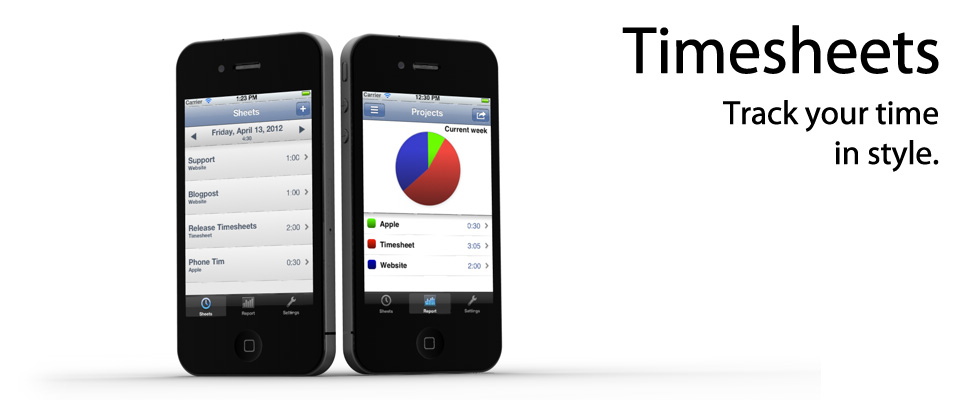 Timesheets
Track your time
in style.
Carrier 1:23 PM
Sheets +
Friday, April 13, 2012
4:30
Support 1:00
Website
Blogpost 1:00
Website
Release Timesheets 2:00
Timesheet
Phone Tim 0:30
Apple
Sheets Report Settings
Carrier 12:30 PM
Projects
Current week
Apple 0:30
Timesheet 3:05
Website 2:00
Sheets Report Settings